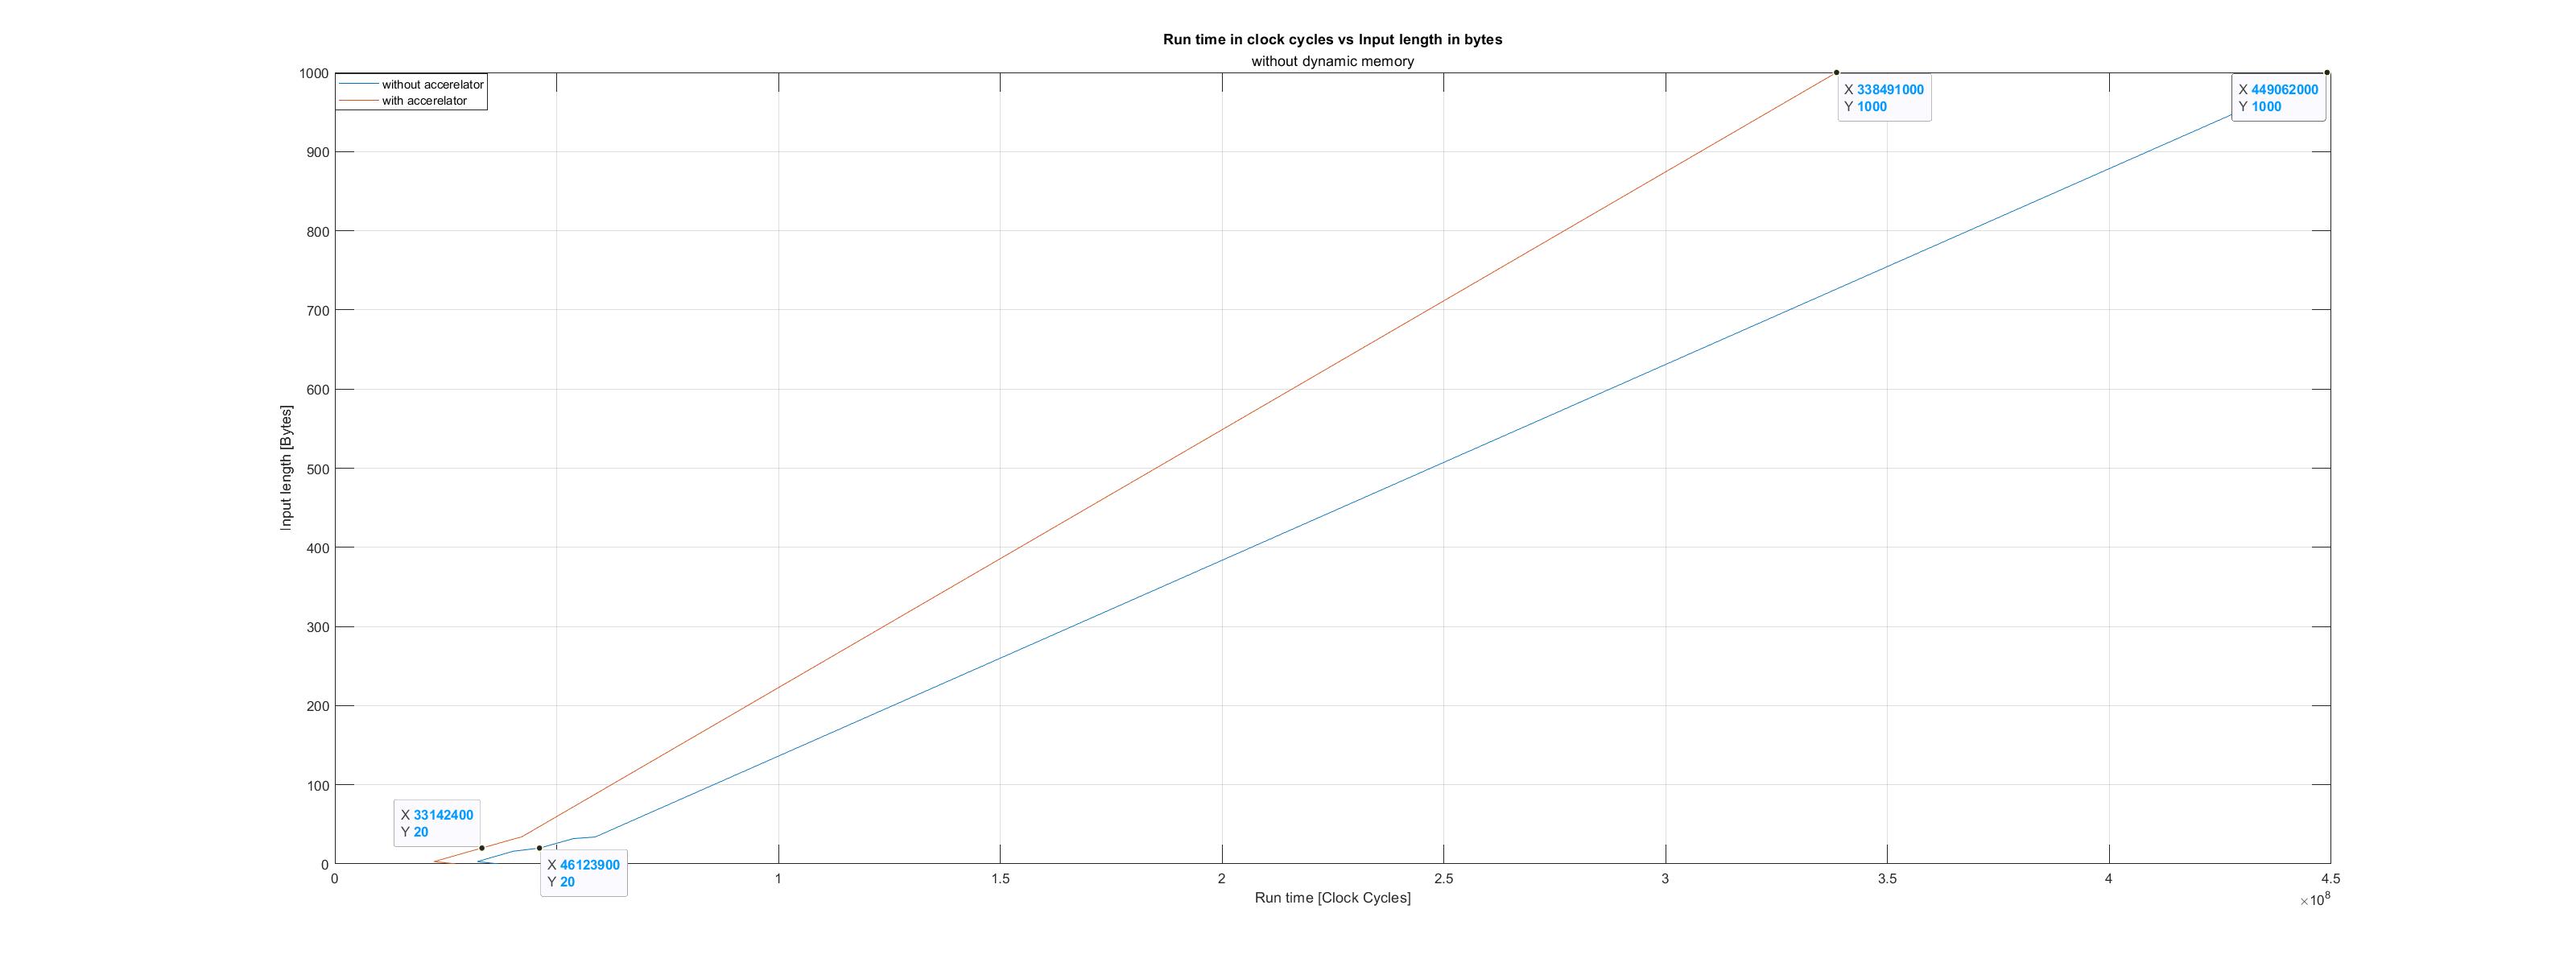 Run time in clock cycles vs Input length in bytes
without dynamic memory
without accerelator
with accerelator
X 338491000
Y 1000
X 449062000
Y 1000
1000
900
800
700
600
500
400
300
200
100
0
Input length [Bytes]
X 33142400
Y 20
X 46123900
Y 20
0
1
1.5
2
2.5
3
3.5
4
4.5
Run time [Clock Cycles]
×10^8